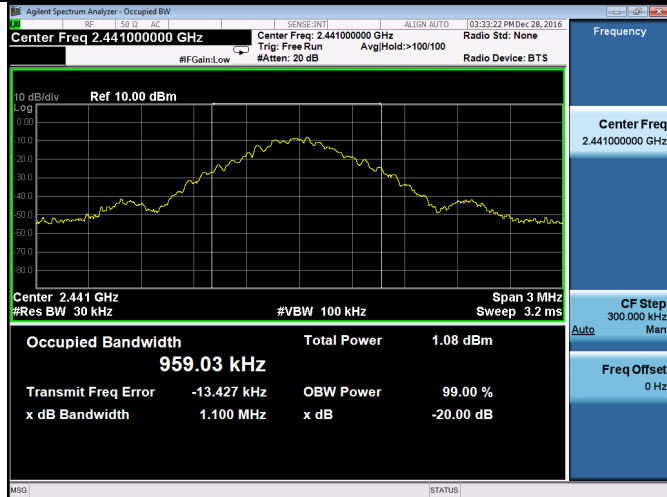 Agilent Spectrum Analyzer - Occupied BW
LXI RF 50 Ω AC SENSE:INT ALIGN AUTO 03:33:22 PM Dec 28, 2016
Center Freq 2.441000000 GHz
Center Freq: 2.441000000 GHz Radio Std: None
Trig: Free Run Avg|Hold:>100/100
#IFGain:Low #Atten: 20 dB Radio Device: BTS
10 dB/div Ref 10.00 dBm
Log
0.00
-10.0
-20.0
-30.0
-40.0
-50.0
-60.0
-70.0
-80.0
Center 2.441 GHz Span 3 MHz
#Res BW 30 kHz #VBW 100 kHz Sweep 3.2 ms
Occupied Bandwidth Total Power 1.08 dBm
959.03 kHz
Transmit Freq Error -13.427 kHz OBW Power 99.00 %
x dB Bandwidth 1.100 MHz x dB -20.00 dB
MSG STATUS
Frequency
Center Freq
2.441000000 GHz
CF Step
300.000 kHz
Auto Man
Freq Offset
0 Hz